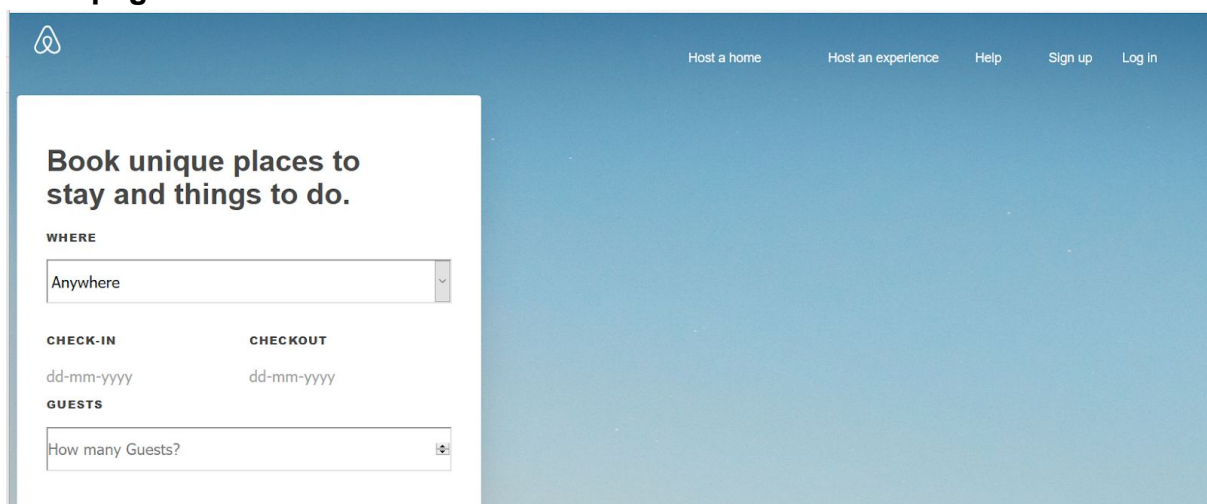 Host a home Host an experience Help Sign up Log in
Book unique places to
stay and things to do.
WHERE
Anywhere
CHECK-IN CHECKOUT
dd-mm-yyyy dd-mm-yyyy
GUESTS
How many Guests?